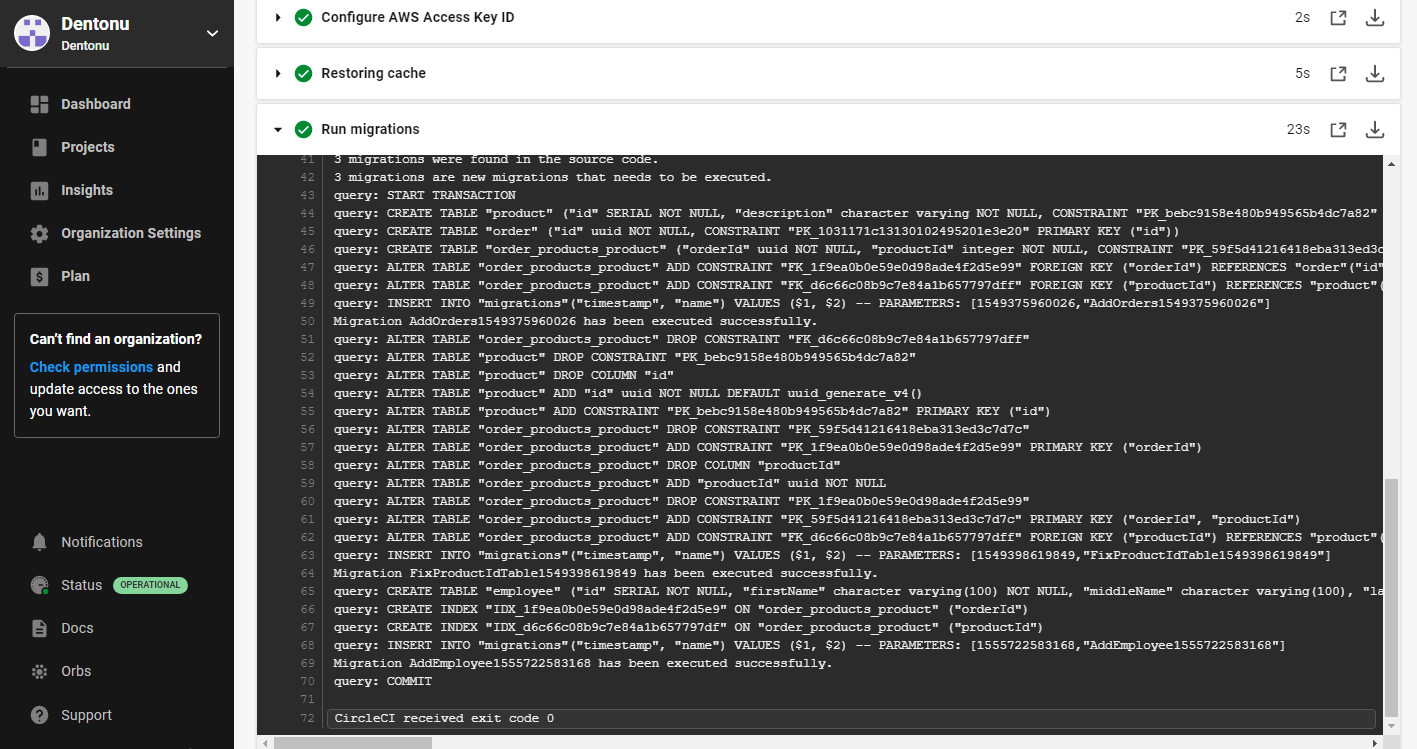 Dentonu
Dentonu
Dashboard
Projects
Insights
Organization Settings
Plan
Can't find an organization?
Check permissions and
update access to the ones
you want.
Notifications
Status OPERATIONAL
Docs
Orbs
Support
Configure AWS Access Key ID 2s
Restoring cache 5s
Run migrations 23s
41 3 migrations were found in the source code.
42 3 migrations are new migrations that needs to be executed.
43 query: START TRANSACTION
44 query: CREATE TABLE "product" ("id" SERIAL NOT NULL, "description" character varying NOT NULL, CONSTRAINT "PK_bebc9158e480b949565b4dc7a82"
45 query: CREATE TABLE "order" ("id" uuid NOT NULL, CONSTRAINT "PK_1031171c13130102495201e3e20" PRIMARY KEY ("id"))
46 query: CREATE TABLE "order_products_product" ("orderId" uuid NOT NULL, "productId" integer NOT NULL, CONSTRAINT "PK_59f5d41216418eba313ed3c
47 query: ALTER TABLE "order_products_product" ADD CONSTRAINT "FK_1f9ea0b0e59e0d98ade4f2d5e99" FOREIGN KEY ("orderId") REFERENCES "order"("id"
48 query: ALTER TABLE "order_products_product" ADD CONSTRAINT "FK_d6c66c08b9c7e84a1b657797dff" FOREIGN KEY ("productId") REFERENCES "product"(
49 query: INSERT INTO "migrations"("timestamp", "name") VALUES ($1, $2) -- PARAMETERS: [1549375960026,"AddOrders1549375960026"]
50 Migration AddOrders1549375960026 has been executed successfully.
51 query: ALTER TABLE "order_products_product" DROP CONSTRAINT "FK_d6c66c08b9c7e84a1b657797dff"
52 query: ALTER TABLE "product" DROP CONSTRAINT "PK_bebc9158e480b949565b4dc7a82"
53 query: ALTER TABLE "product" DROP COLUMN "id"
54 query: ALTER TABLE "product" ADD "id" uuid NOT NULL DEFAULT uuid_generate_v4()
55 query: ALTER TABLE "product" ADD CONSTRAINT "PK_bebc9158e480b949565b4dc7a82" PRIMARY KEY ("id")
56 query: ALTER TABLE "order_products_product" DROP CONSTRAINT "PK_59f5d41216418eba313ed3c7d7c"
57 query: ALTER TABLE "order_products_product" ADD CONSTRAINT "PK_1f9ea0b0e59e0d98ade4f2d5e99" PRIMARY KEY ("orderId")
58 query: ALTER TABLE "order_products_product" DROP COLUMN "productId"
59 query: ALTER TABLE "order_products_product" ADD "productId" uuid NOT NULL
60 query: ALTER TABLE "order_products_product" DROP CONSTRAINT "PK_1f9ea0b0e59e0d98ade4f2d5e99"
61 query: ALTER TABLE "order_products_product" ADD CONSTRAINT "PK_59f5d41216418eba313ed3c7d7c" PRIMARY KEY ("orderId", "productId")
62 query: ALTER TABLE "order_products_product" ADD CONSTRAINT "FK_d6c66c08b9c7e84a1b657797dff" FOREIGN KEY ("productId") REFERENCES "product"(
63 query: INSERT INTO "migrations"("timestamp", "name") VALUES ($1, $2) -- PARAMETERS: [1549398619849,"FixProductIdTable1549398619849"]
64 Migration FixProductIdTable1549398619849 has been executed successfully.
65 query: CREATE TABLE "employee" ("id" SERIAL NOT NULL, "firstName" character varying(100) NOT NULL, "middleName" character varying(100), "la
66 query: CREATE INDEX "IDX_1f9ea0b0e59e0d98ade4f2d5e9" ON "order_products_product" ("orderId")
67 query: CREATE INDEX "IDX_d6c66c08b9c7e84a1b657797df" ON "order_products_product" ("productId")
68 query: INSERT INTO "migrations"("timestamp", "name") VALUES ($1, $2) -- PARAMETERS: [1555722583168,"AddEmployee1555722583168"]
69 Migration AddEmployee1555722583168 has been executed successfully.
70 query: COMMIT
71
72 CircleCI received exit code 0